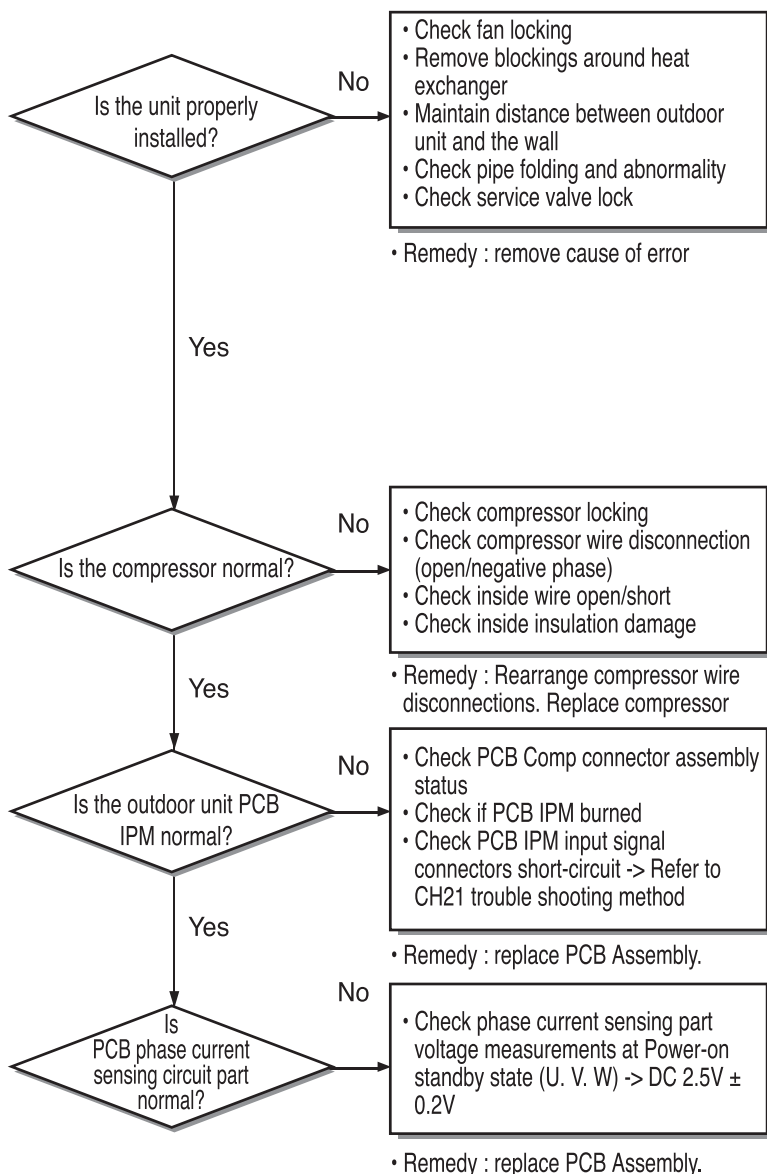 Is the unit properly
installed?
No
• Check fan locking
• Remove blockings around heat
exchanger
• Maintain distance between outdoor
unit and the wall
• Check pipe folding and abnormality
• Check service valve lock
• Remedy : remove cause of error
Yes
Is the compressor normal?
No
• Check compressor locking
• Check compressor wire disconnection
(open/negative phase)
• Check inside wire open/short
• Check inside insulation damage
• Remedy : Rearrange compressor wire
disconnections. Replace compressor
Yes
Is the outdoor unit PCB
IPM normal?
No
• Check PCB Comp connector assembly
status
• Check if PCB IPM burned
• Check PCB IPM input signal
connectors short-circuit -> Refer to
CH21 trouble shooting method
• Remedy : replace PCB Assembly.
Yes
Is
PCB phase current
sensing circuit part
normal?
No
• Check phase current sensing part
voltage measurements at Power-on
standby state (U. V. W) -> DC 2.5V ±
0.2V
• Remedy : replace PCB Assembly.